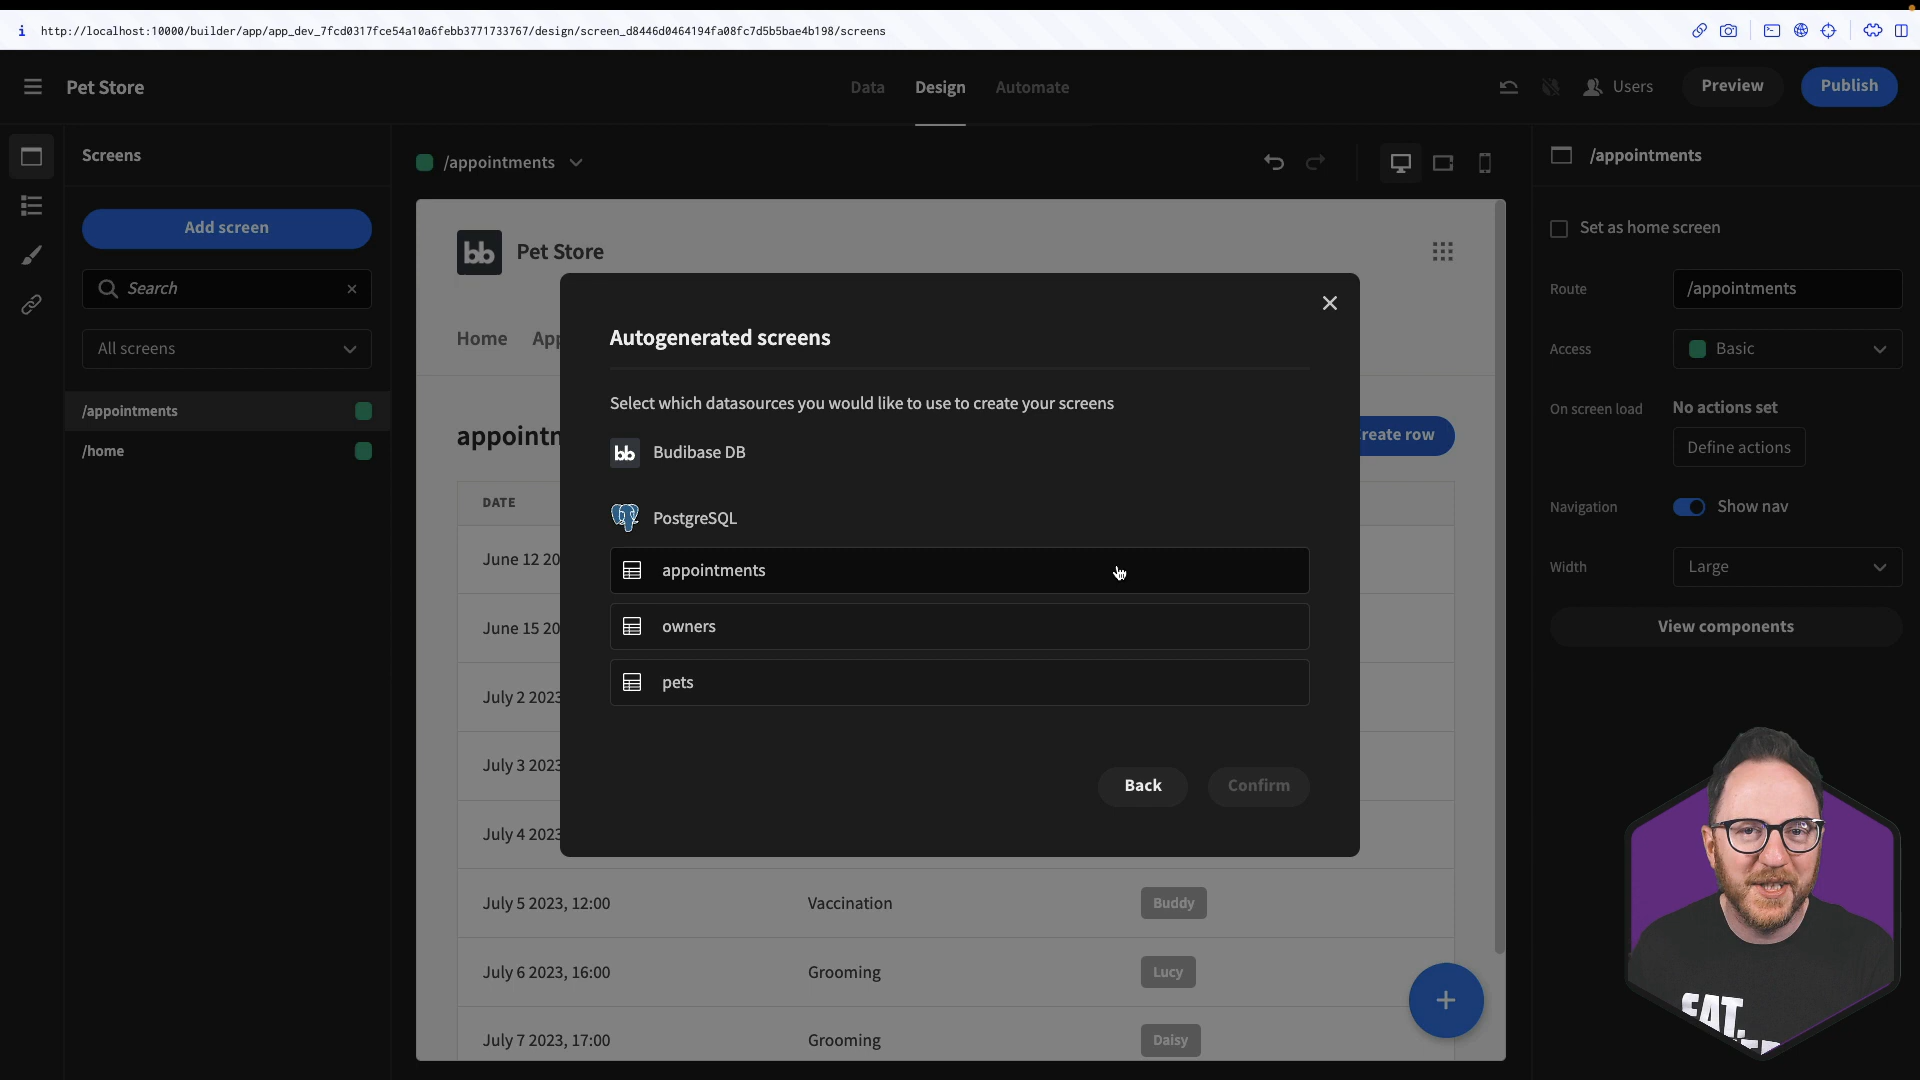 http://localhost:10000/builder/app/app_dev_7fcd0317fce54a10a6febb3771733767/design/screen_d8446d0464194fa08fc7d5b5bae4b198/screens
Pet Store
Data
Design
Automate
Users
Preview
Publish
Screens
/appointments
/appointments
Add screen
Search
All screens
/appointments
/home
bb
Pet Store
Home
App
appointm
reate row
DATE
June 12 20
June 15 20
July 2 2023
July 3 2023
July 4 2023
July 5 2023, 12:00
Vaccination
Buddy
July 6 2023, 16:00
Grooming
Lucy
July 7 2023, 17:00
Grooming
Daisy
Autogenerated screens
Select which datasources you would like to use to create your screens
bb
Budibase DB
PostgreSQL
appointments
owners
pets
Back
Confirm
Set as home screen
Route
/appointments
Access
Basic
On screen load
No actions set
Define actions
Navigation
Show nav
Width
Large
View components
EAT.